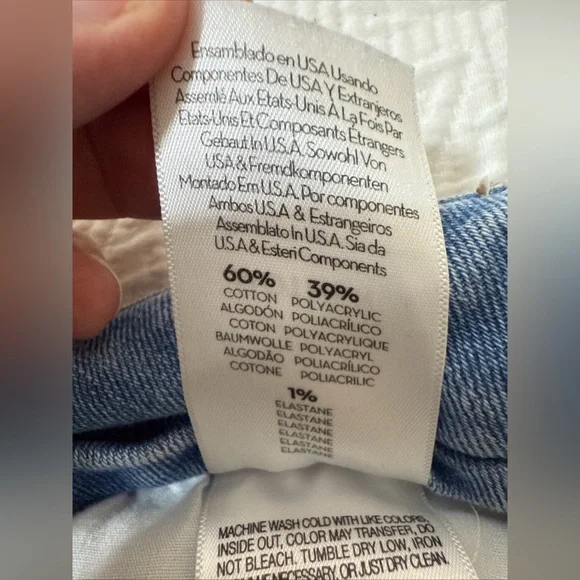 Ensamblado en USA Usando
Componentes De USA Y Extranjeros
Asserdlé Aux Etats-Unis À La Fois Par
Etats-Unis Et Composants Etrangers
Gebaut In U.S.A. Sowohl Von
USA & Fremdkomponenten
Montado Em U.S.A. Por componentes
Ambos U.S.A & Estrangeiros
Assemblato In U.S.A. Sia da
U.S.A & Esteri Components
60% 39%
COTTON POLYACRYLIC
ALGODÓN POLIACRÍLICO
COTON POLYACRYLIQUE
BAUMWOLLE POLYACRYL
ALGODÃO POLIACRÍLICO
COTONE POLIACRILIC
1%
ELASTANE
ELASTANE
ELASTANE
ELASTANE
ELASTANE
ELASTANE
MACHINE WASH COLD WITH LIKE COLORS,
INSIDE OUT, COLOR MAY TRANSFER, DO
NOT BLEACH. TUMBLE DRY LOW, IRON
NECESSARY, OR JUST DRY CLEAN.